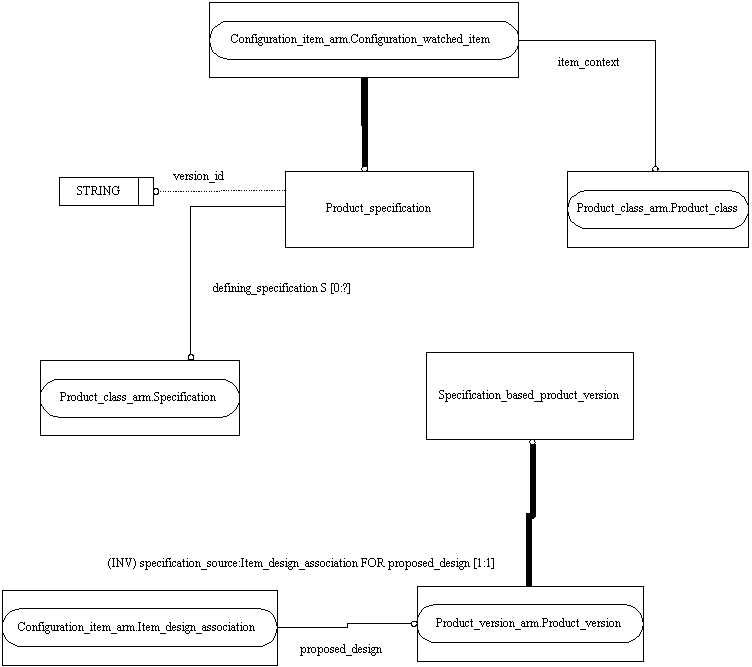 Configuration_item_arm.Configuration_watched_item
item_context
version_id
STRING
Product_specification
Product_class_arm.Product_class
defining_specification S [0:?]
Product_class_arm.Specification
Specification_based_product_version
(INV) specification_source:Item_design_association FOR proposed_design [1:1]
Configuration_item_arm.Item_design_association
Product_version_arm.Product_version
proposed_design